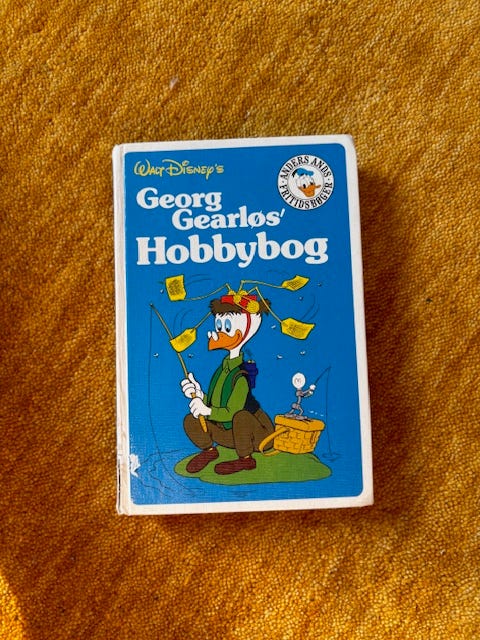 WALT DISNEY'S
Georg
Gearløs'
Hobbybog
ANDERS ANDS
FRITIDSBØGER